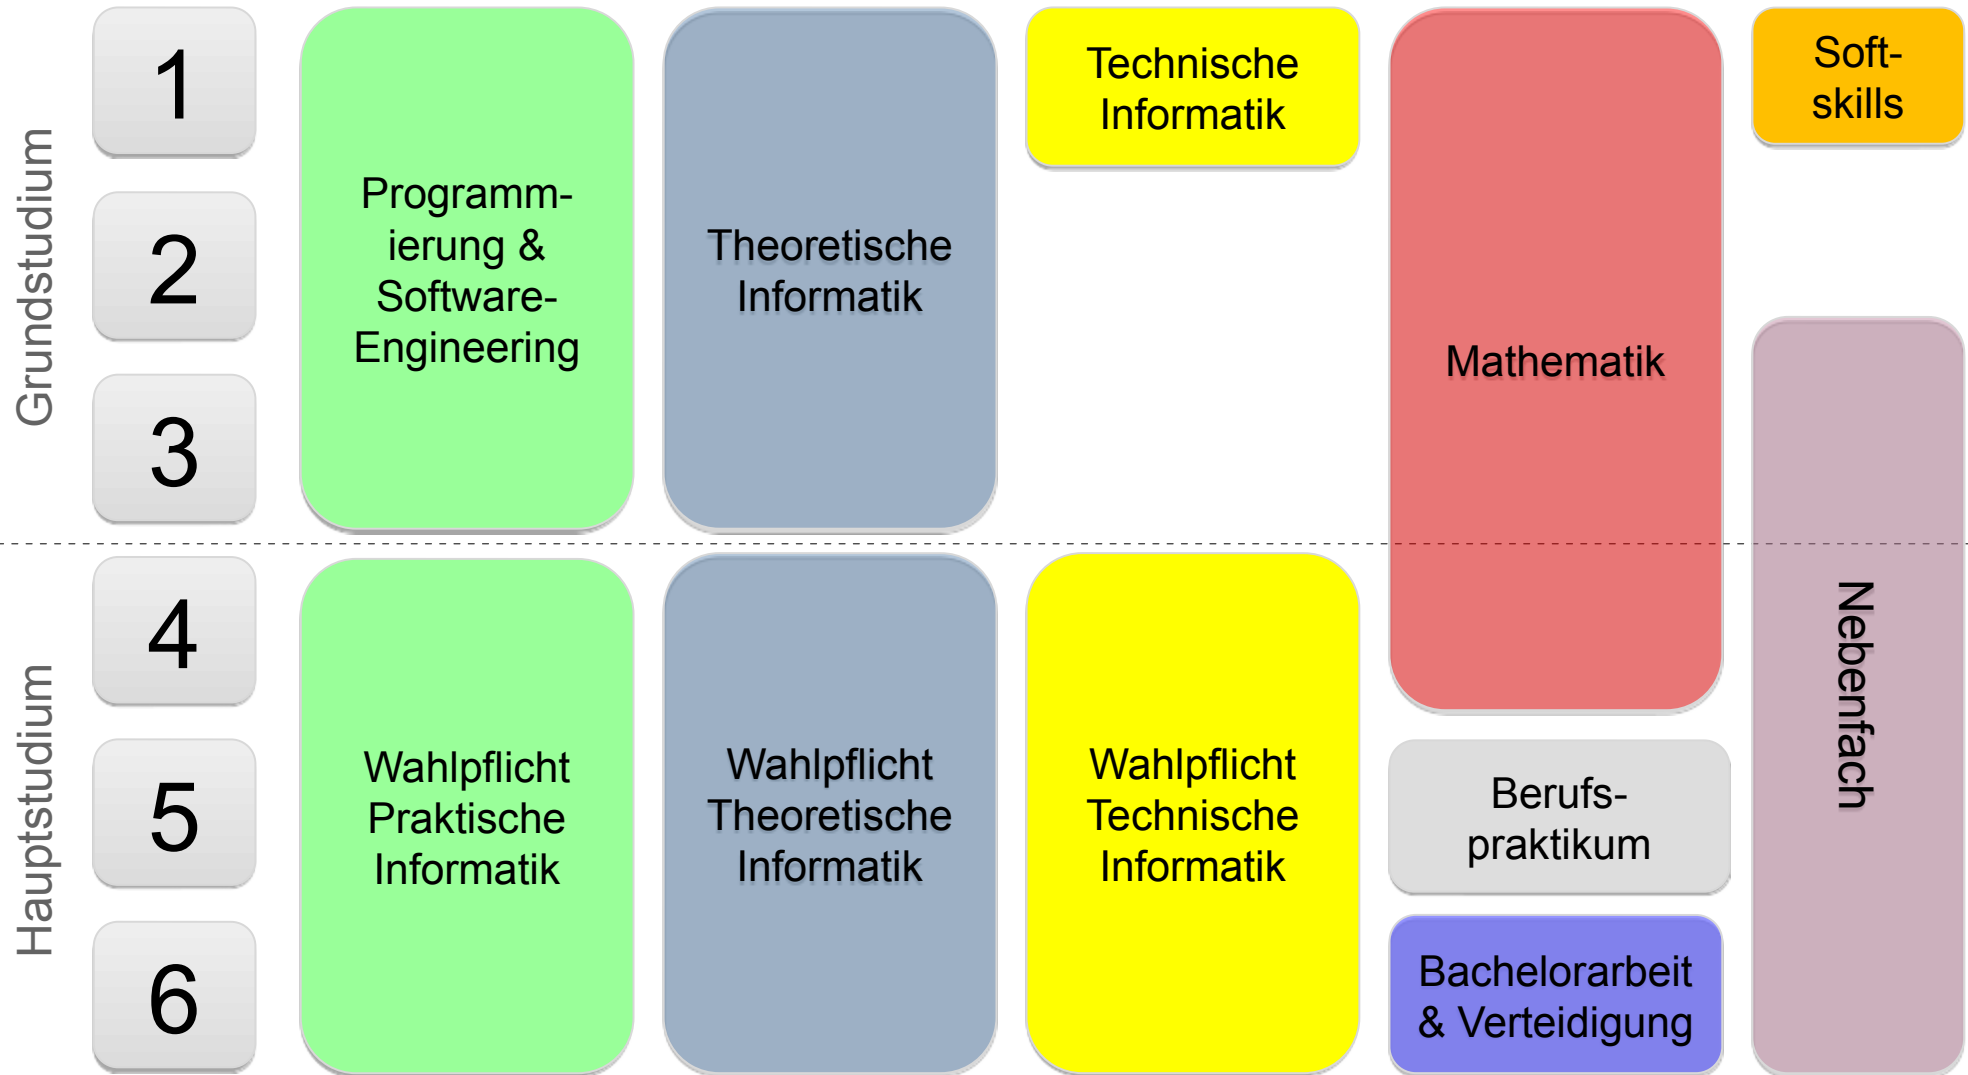 Grundstudium
1
2
3
Programm-
ierung &
Software-
Engineering
Theoretische
Informatik
Technische
Informatik
Mathematik
Soft-
skills
Nebenfach
Hauptstudium
4
5
6
Wahlpflicht
Praktische
Informatik
Wahlpflicht
Theoretische
Informatik
Wahlpflicht
Technische
Informatik
Berufs-
praktikum
Bachelorarbeit
& Verteidigung